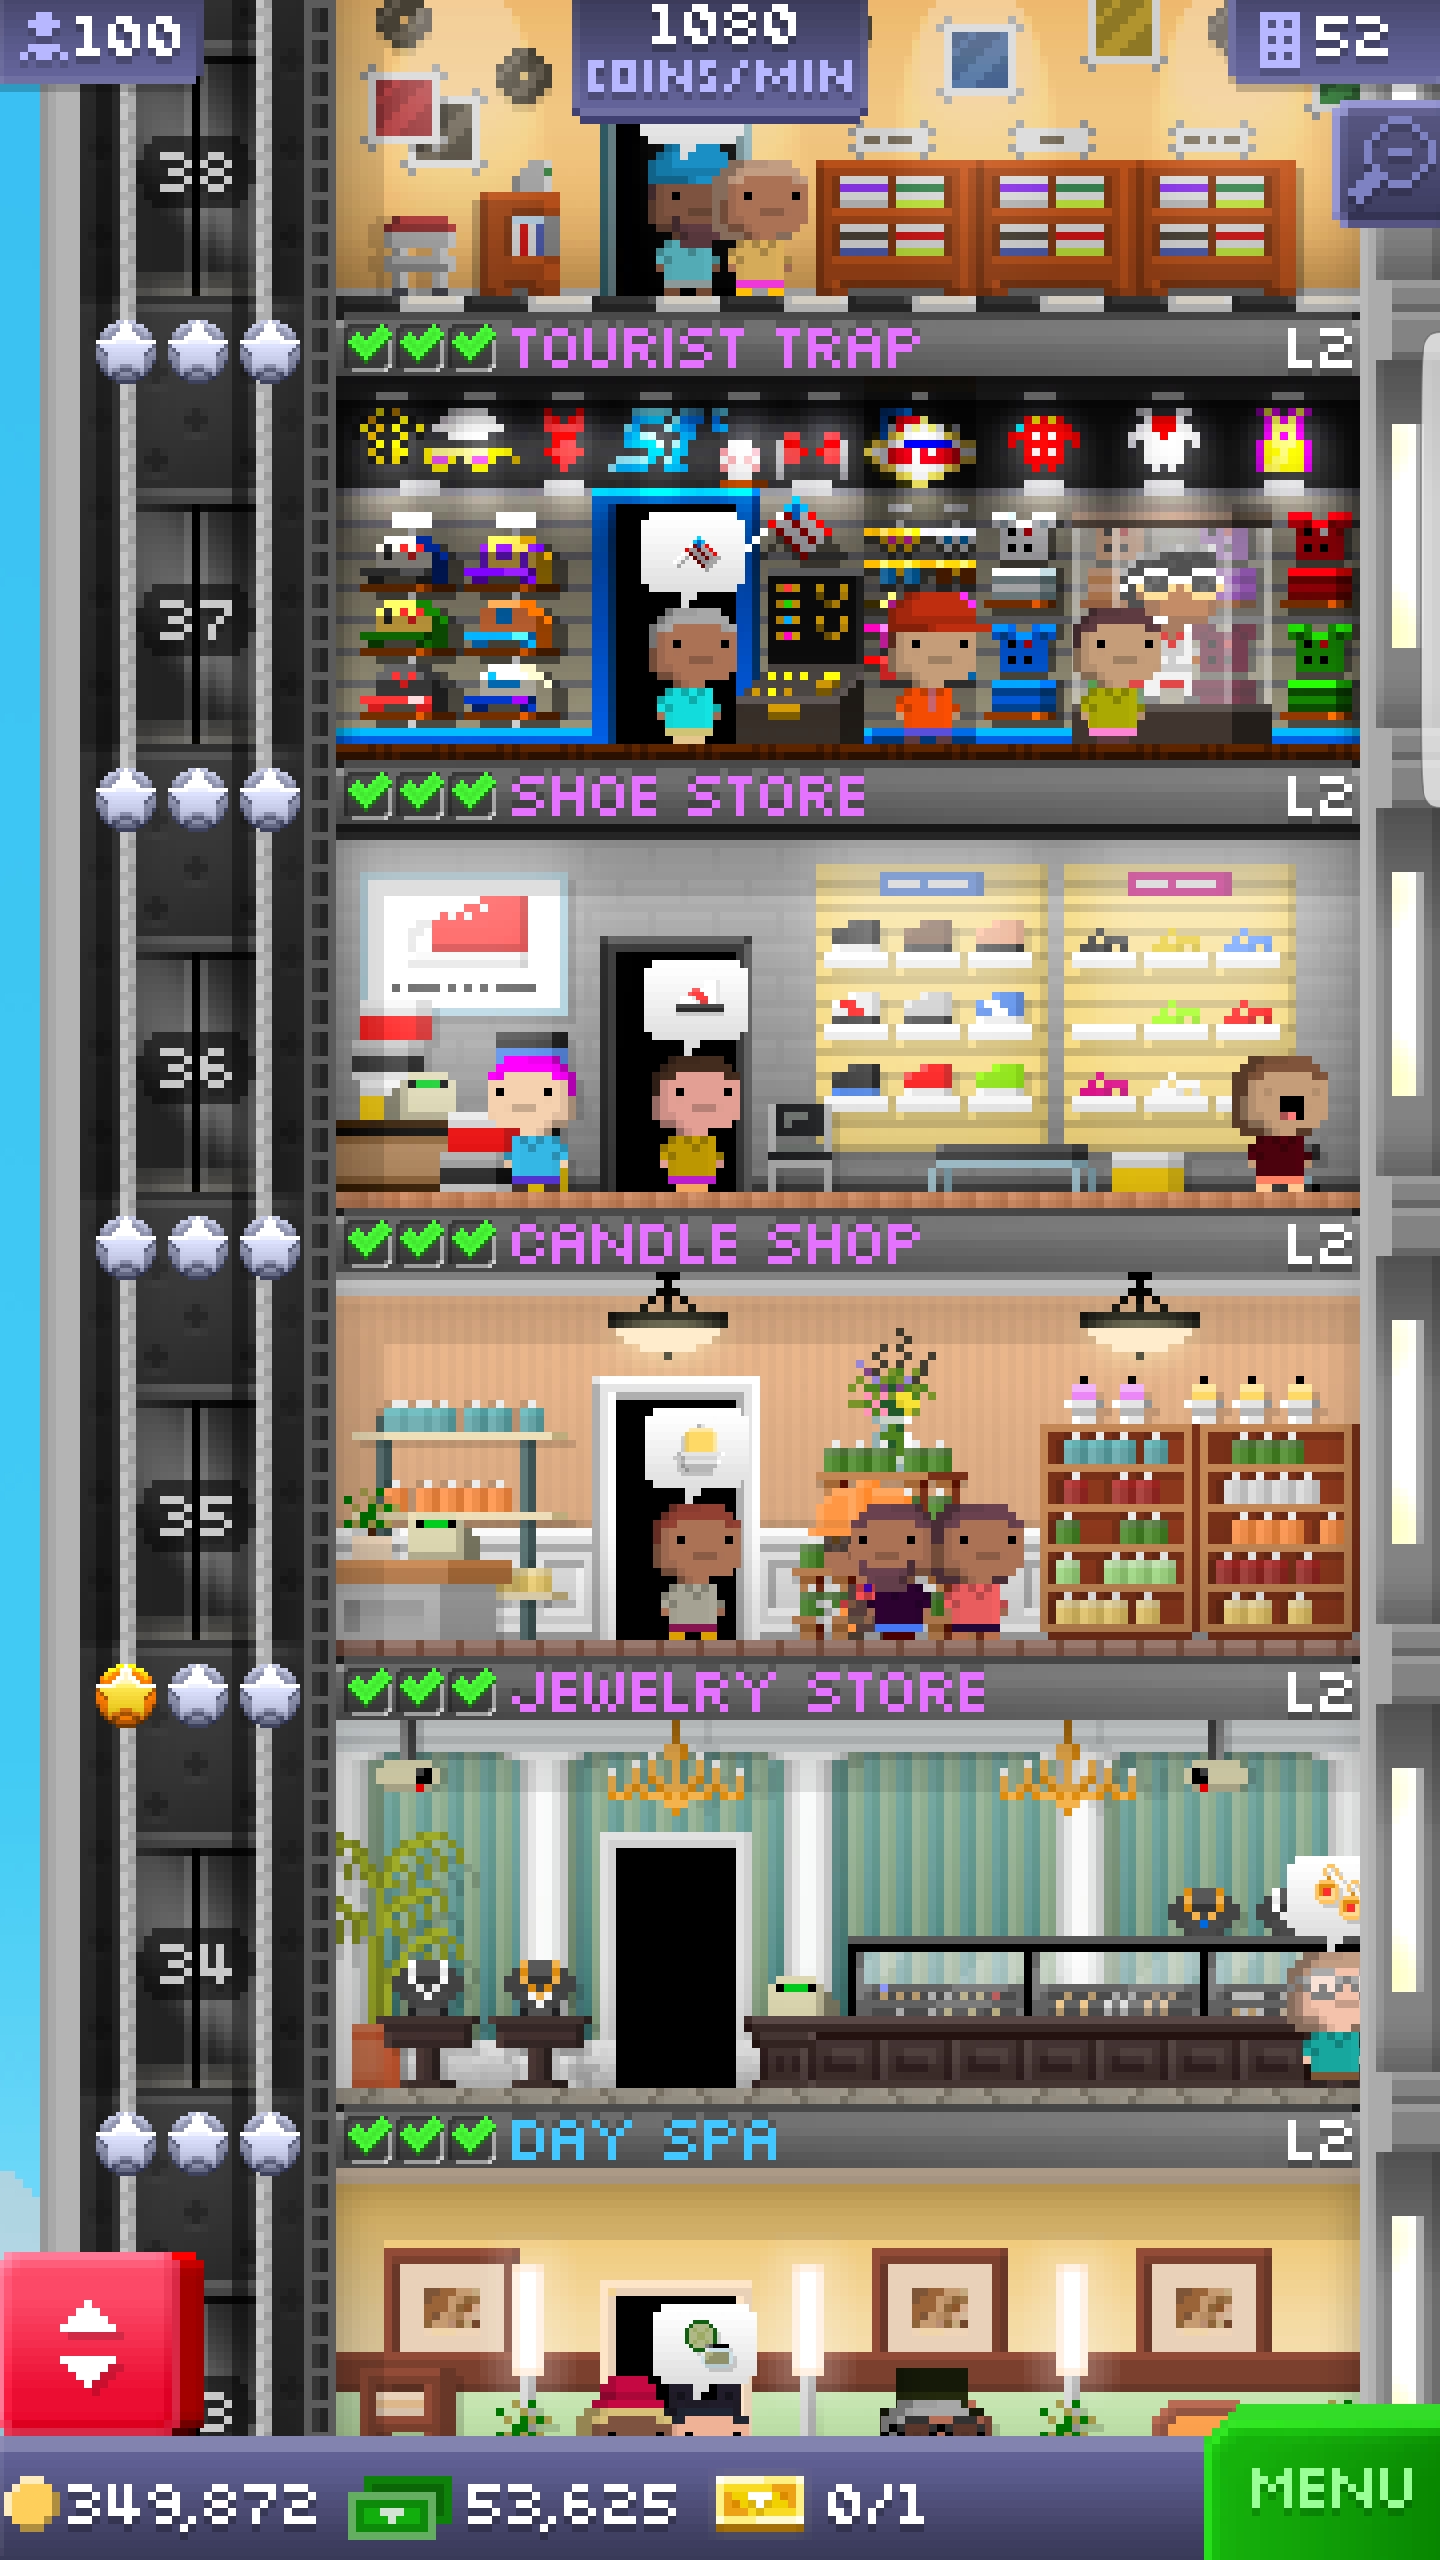 100
1080
COINS/MIN
52
38
TOURIST TRAP
L2
37
SHOE STORE
L2
36
CANDLE SHOP
L2
35
JEWELRY STORE
L2
34
DAY SPA
L2
3
349,872
53,625
0/1
MENU